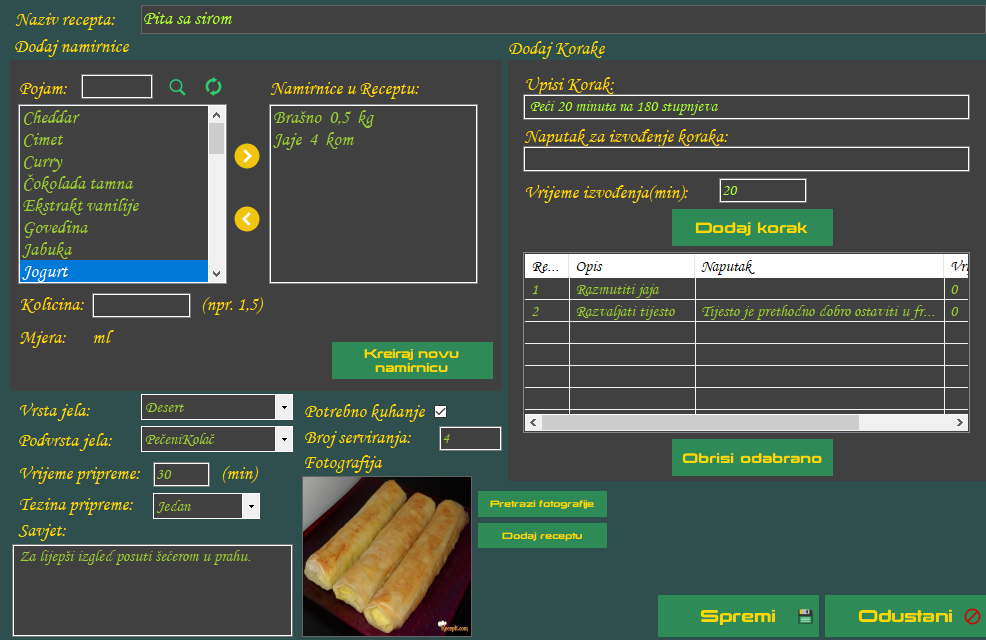 Naziv recepta: Pita sa sirom
Dodaj namirnice
Pojam:
Cheddar
Cimet
Curry
Čokolada tamna
Ekstrakt vanilije
Govedina
Jabuka
Jogurt
Namirnice u Receptu:
Brašno 0,5 kg
Jaje 4 kom
Kolicina: (npr. 1,5)
Mjera: ml
Kreiraj novu
namirnicu
Dodaj Korake
Upisi Korak:
Peći 20 minuta na 180 stupnjeva
Naputak za izvođenje koraka:
Vrijeme izvođenja(min): 20
Dodaj korak
Re... Opis Naputak
1 Razmutiti jaja 0
2 Razvaljati tijesto Tijesto je prethodno dobro ostaviti u fr... 0
Obrisi odabrano
Vrsta jela: Desert
Podvrsta jela: PečeniKolač
Vrijeme pripreme: 30 (min)
Tezina pripreme: Jedan
Savjet:
Za lijepši izgled posuti šećerom u prahu.
Potrebno kuhanje
Broj serviranja: 4
Fotografija
Recepti.com
Pretrazi fotografije
Dodaj receptu
Spremi
Odustani